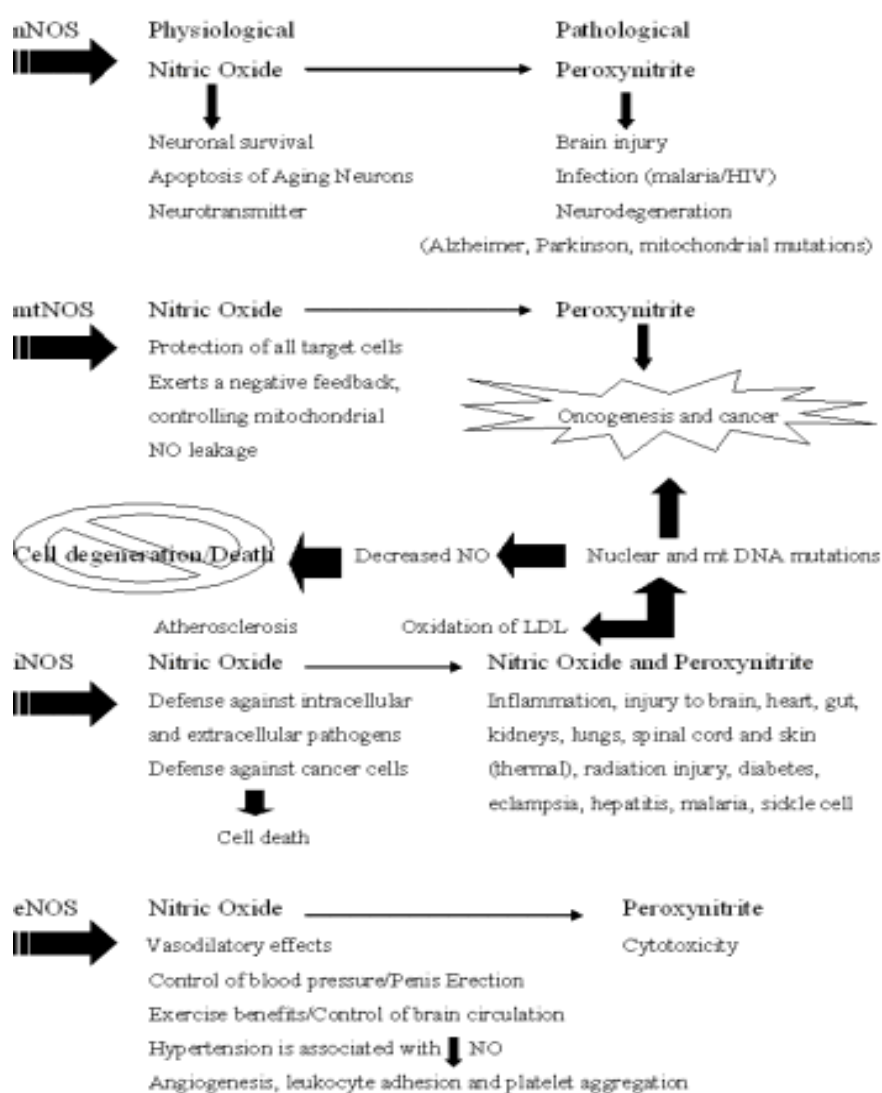 nNOS Physiological Pathological
Nitric Oxide Peroxynitrite
Neuronal survival Brain injury
Apoptosis of Aging Neurons Infection (malaria/HIV)
Neurotransmitter Neurodegeneration
(Alzheimer, Parkinson, mitochondrial mutations)
mtNOS Nitric Oxide Peroxynitrite
Protection of all target cells
Exerts a negative feedback,
controlling mitochondrial Oncogenesis and cancer
NO leakage
Cell degeneration/Death Decreased NO Nuclear and mt DNA mutations
Atherosclerosis Oxidation of LDL
iNOS Nitric Oxide Nitric Oxide and Peroxynitrite
Defense against intracellular Inflammation, injury to brain, heart, gut,
and extracellular pathogens kidneys, lungs, spinal cord and skin
Defense against cancer cells (thermal), radiation injury, diabetes,
eclampsia, hepatitis, malaria, sickle cell
Cell death
eNOS Nitric Oxide Peroxynitrite
Vasodilatory effects Cytotoxicity
Control of blood pressure/Penis Erection
Exercise benefits/Control of brain circulation
Hypertension is associated with NO
Angiogenesis, leukocyte adhesion and platelet aggregation